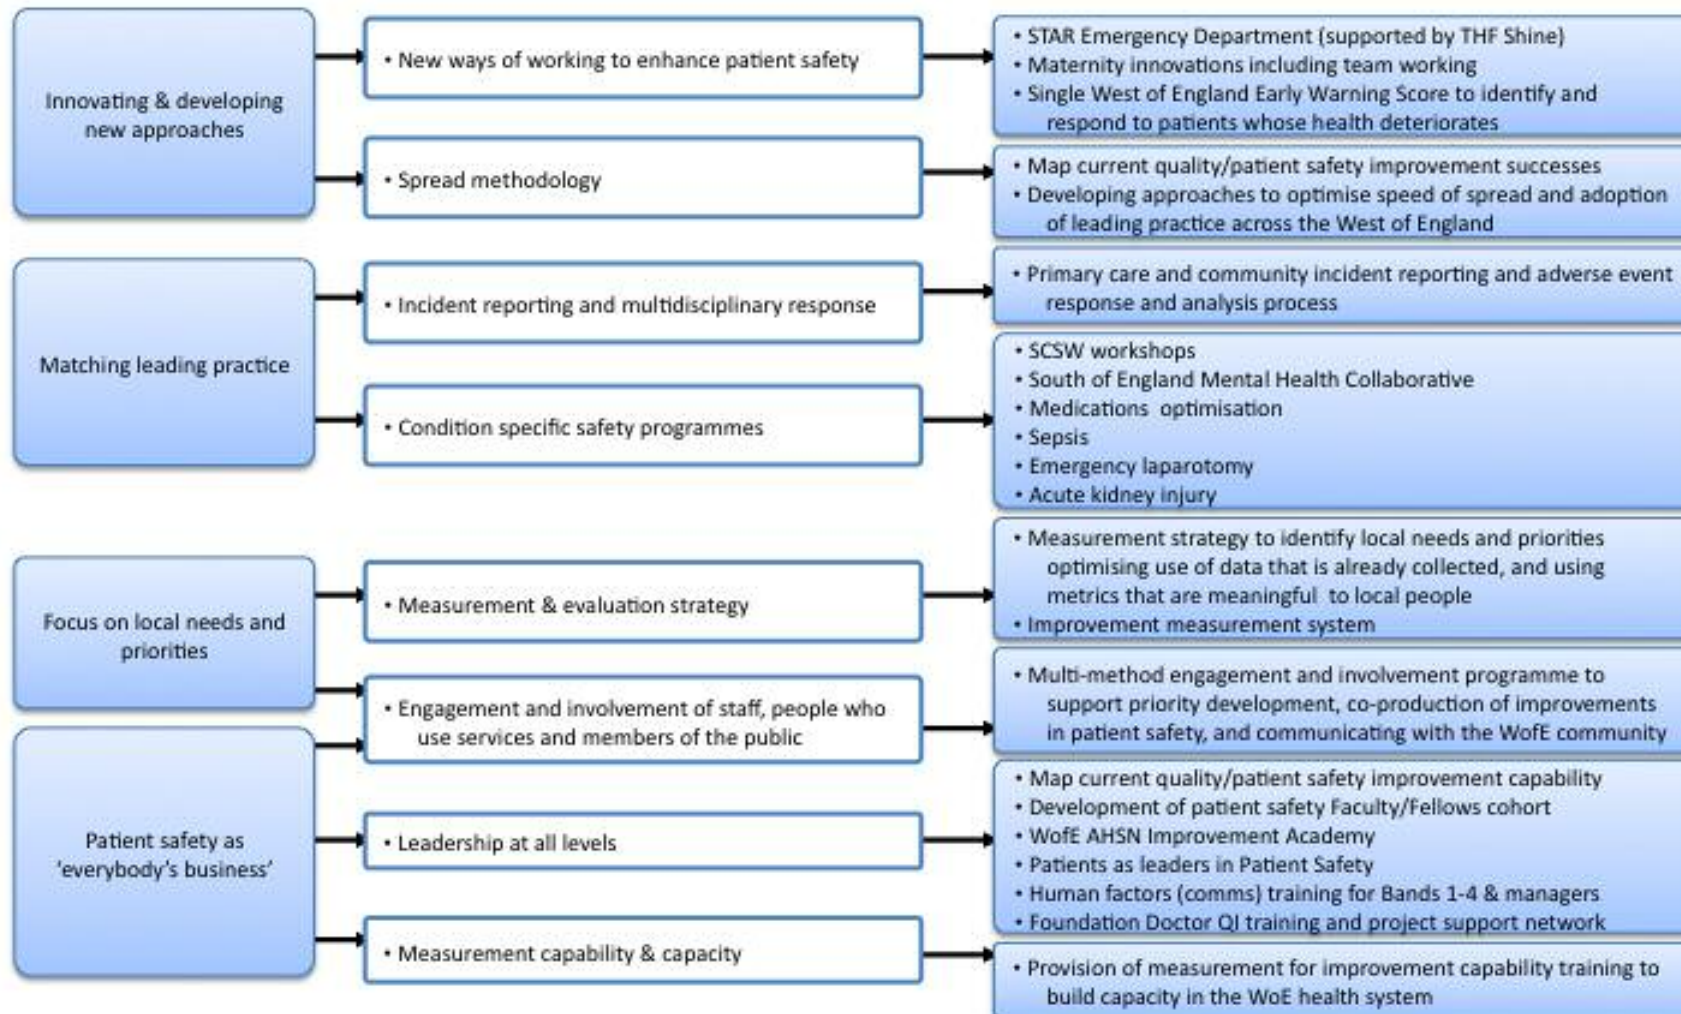 Innovating & developing
new approaches
• New ways of working to enhance patient safety
• STAR Emergency Department (supported by THF Shine)
• Maternity innovations including team working
• Single West of England Early Warning Score to identify and
respond to patients whose health deteriorates
• Spread methodology
• Map current quality/patient safety improvement successes
• Developing approaches to optimise speed of spread and adoption
of leading practice across the West of England
Matching leading practice
• Incident reporting and multidisciplinary response
• Primary care and community incident reporting and adverse event
response and analysis process
• Condition specific safety programmes
• SCSW workshops
• South of England Mental Health Collaborative
• Medications optimisation
• Sepsis
• Emergency laparotomy
• Acute kidney injury
Focus on local needs and
priorities
• Measurement & evaluation strategy
• Measurement strategy to identify local needs and priorities
optimising use of data that is already collected, and using
metrics that are meaningful to local people
• Improvement measurement system
• Engagement and involvement of staff, people who
use services and members of the public
• Multi-method engagement and involvement programme to
support priority development, co-production of improvements
in patient safety, and communicating with the WofE community
Patient safety as
‘everybody’s business’
• Leadership at all levels
• Map current quality/patient safety improvement capability
• Development of patient safety Faculty/Fellows cohort
• WofE AHSN Improvement Academy
• Patients as leaders in Patient Safety
• Human factors (comms) training for Bands 1-4 & managers
• Foundation Doctor QI training and project support network
• Measurement capability & capacity
• Provision of measurement for improvement capability training to
build capacity in the WoE health system